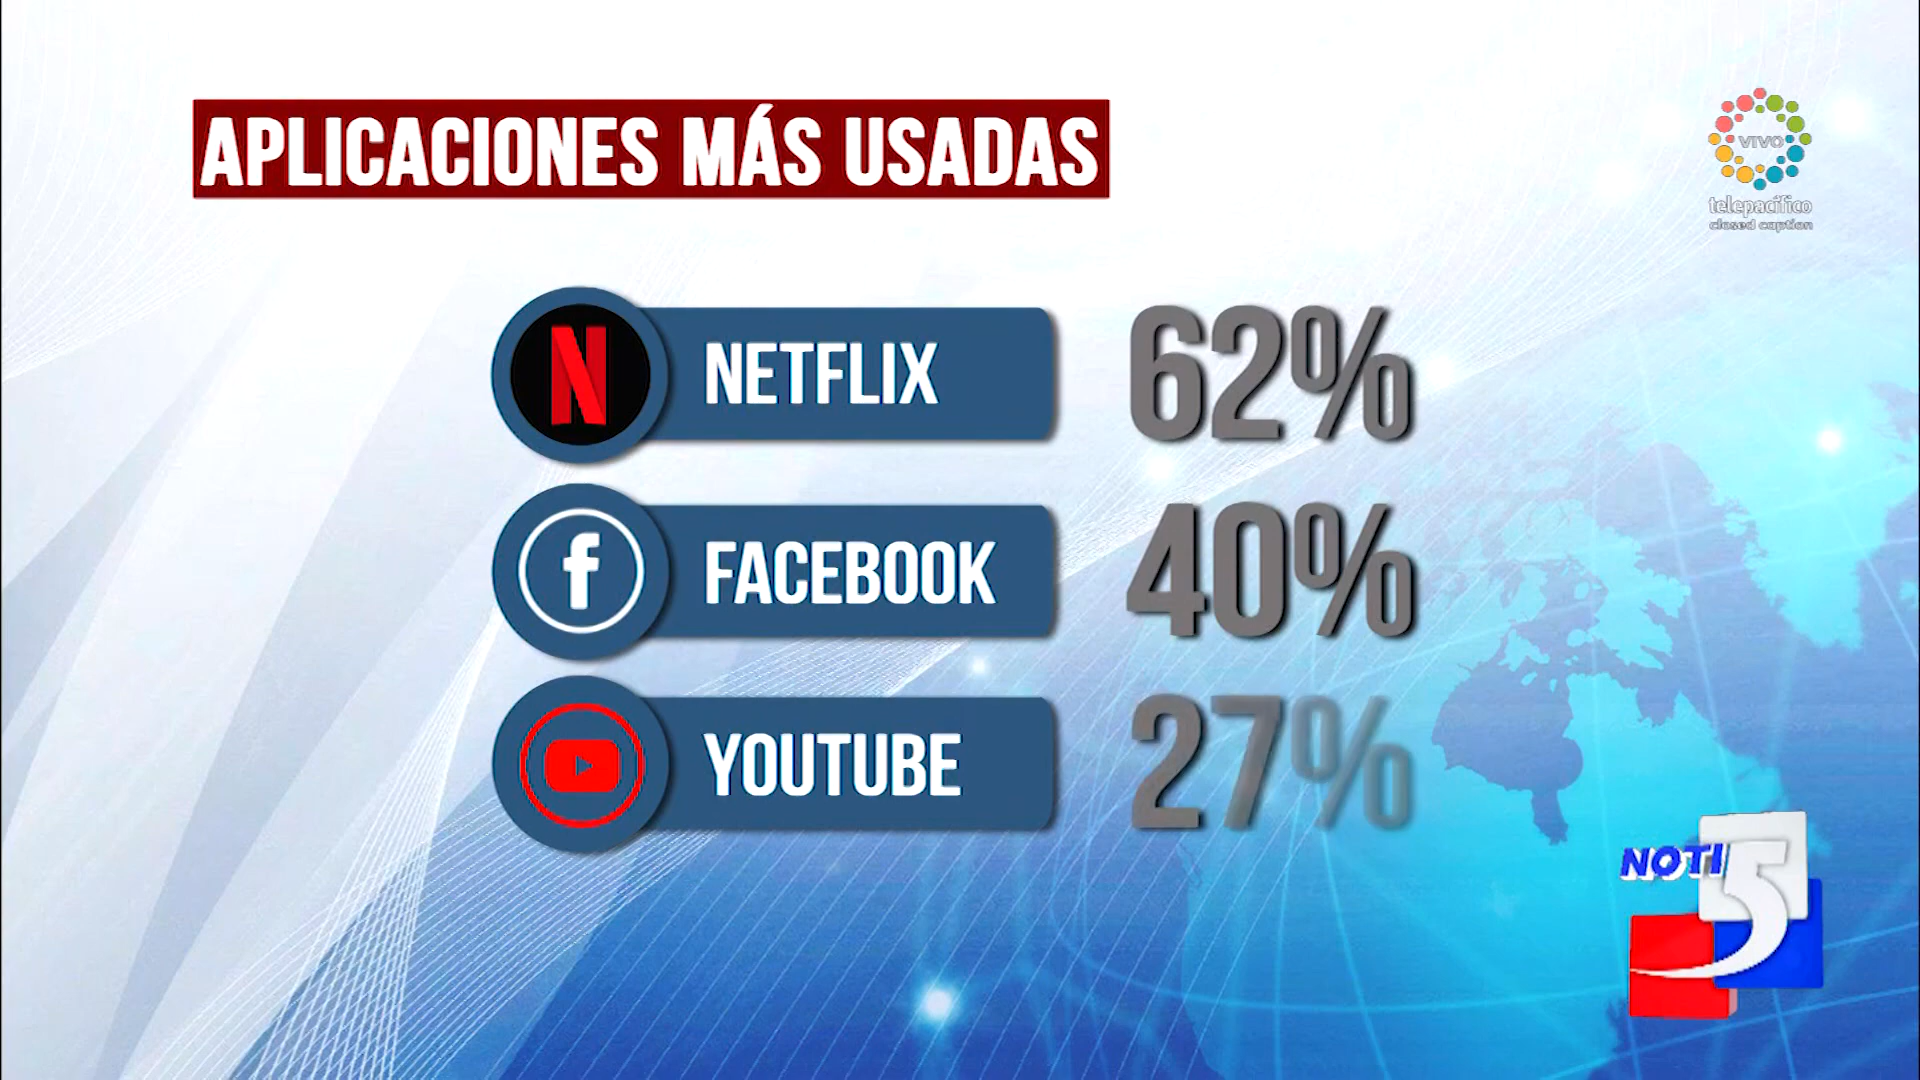 APLICACIONES MÁS USADAS
VIVO
telepacífico
closed caption
N NETFLIX 62%
f FACEBOOK 40%
YOUTUBE 27%
NOTI 5